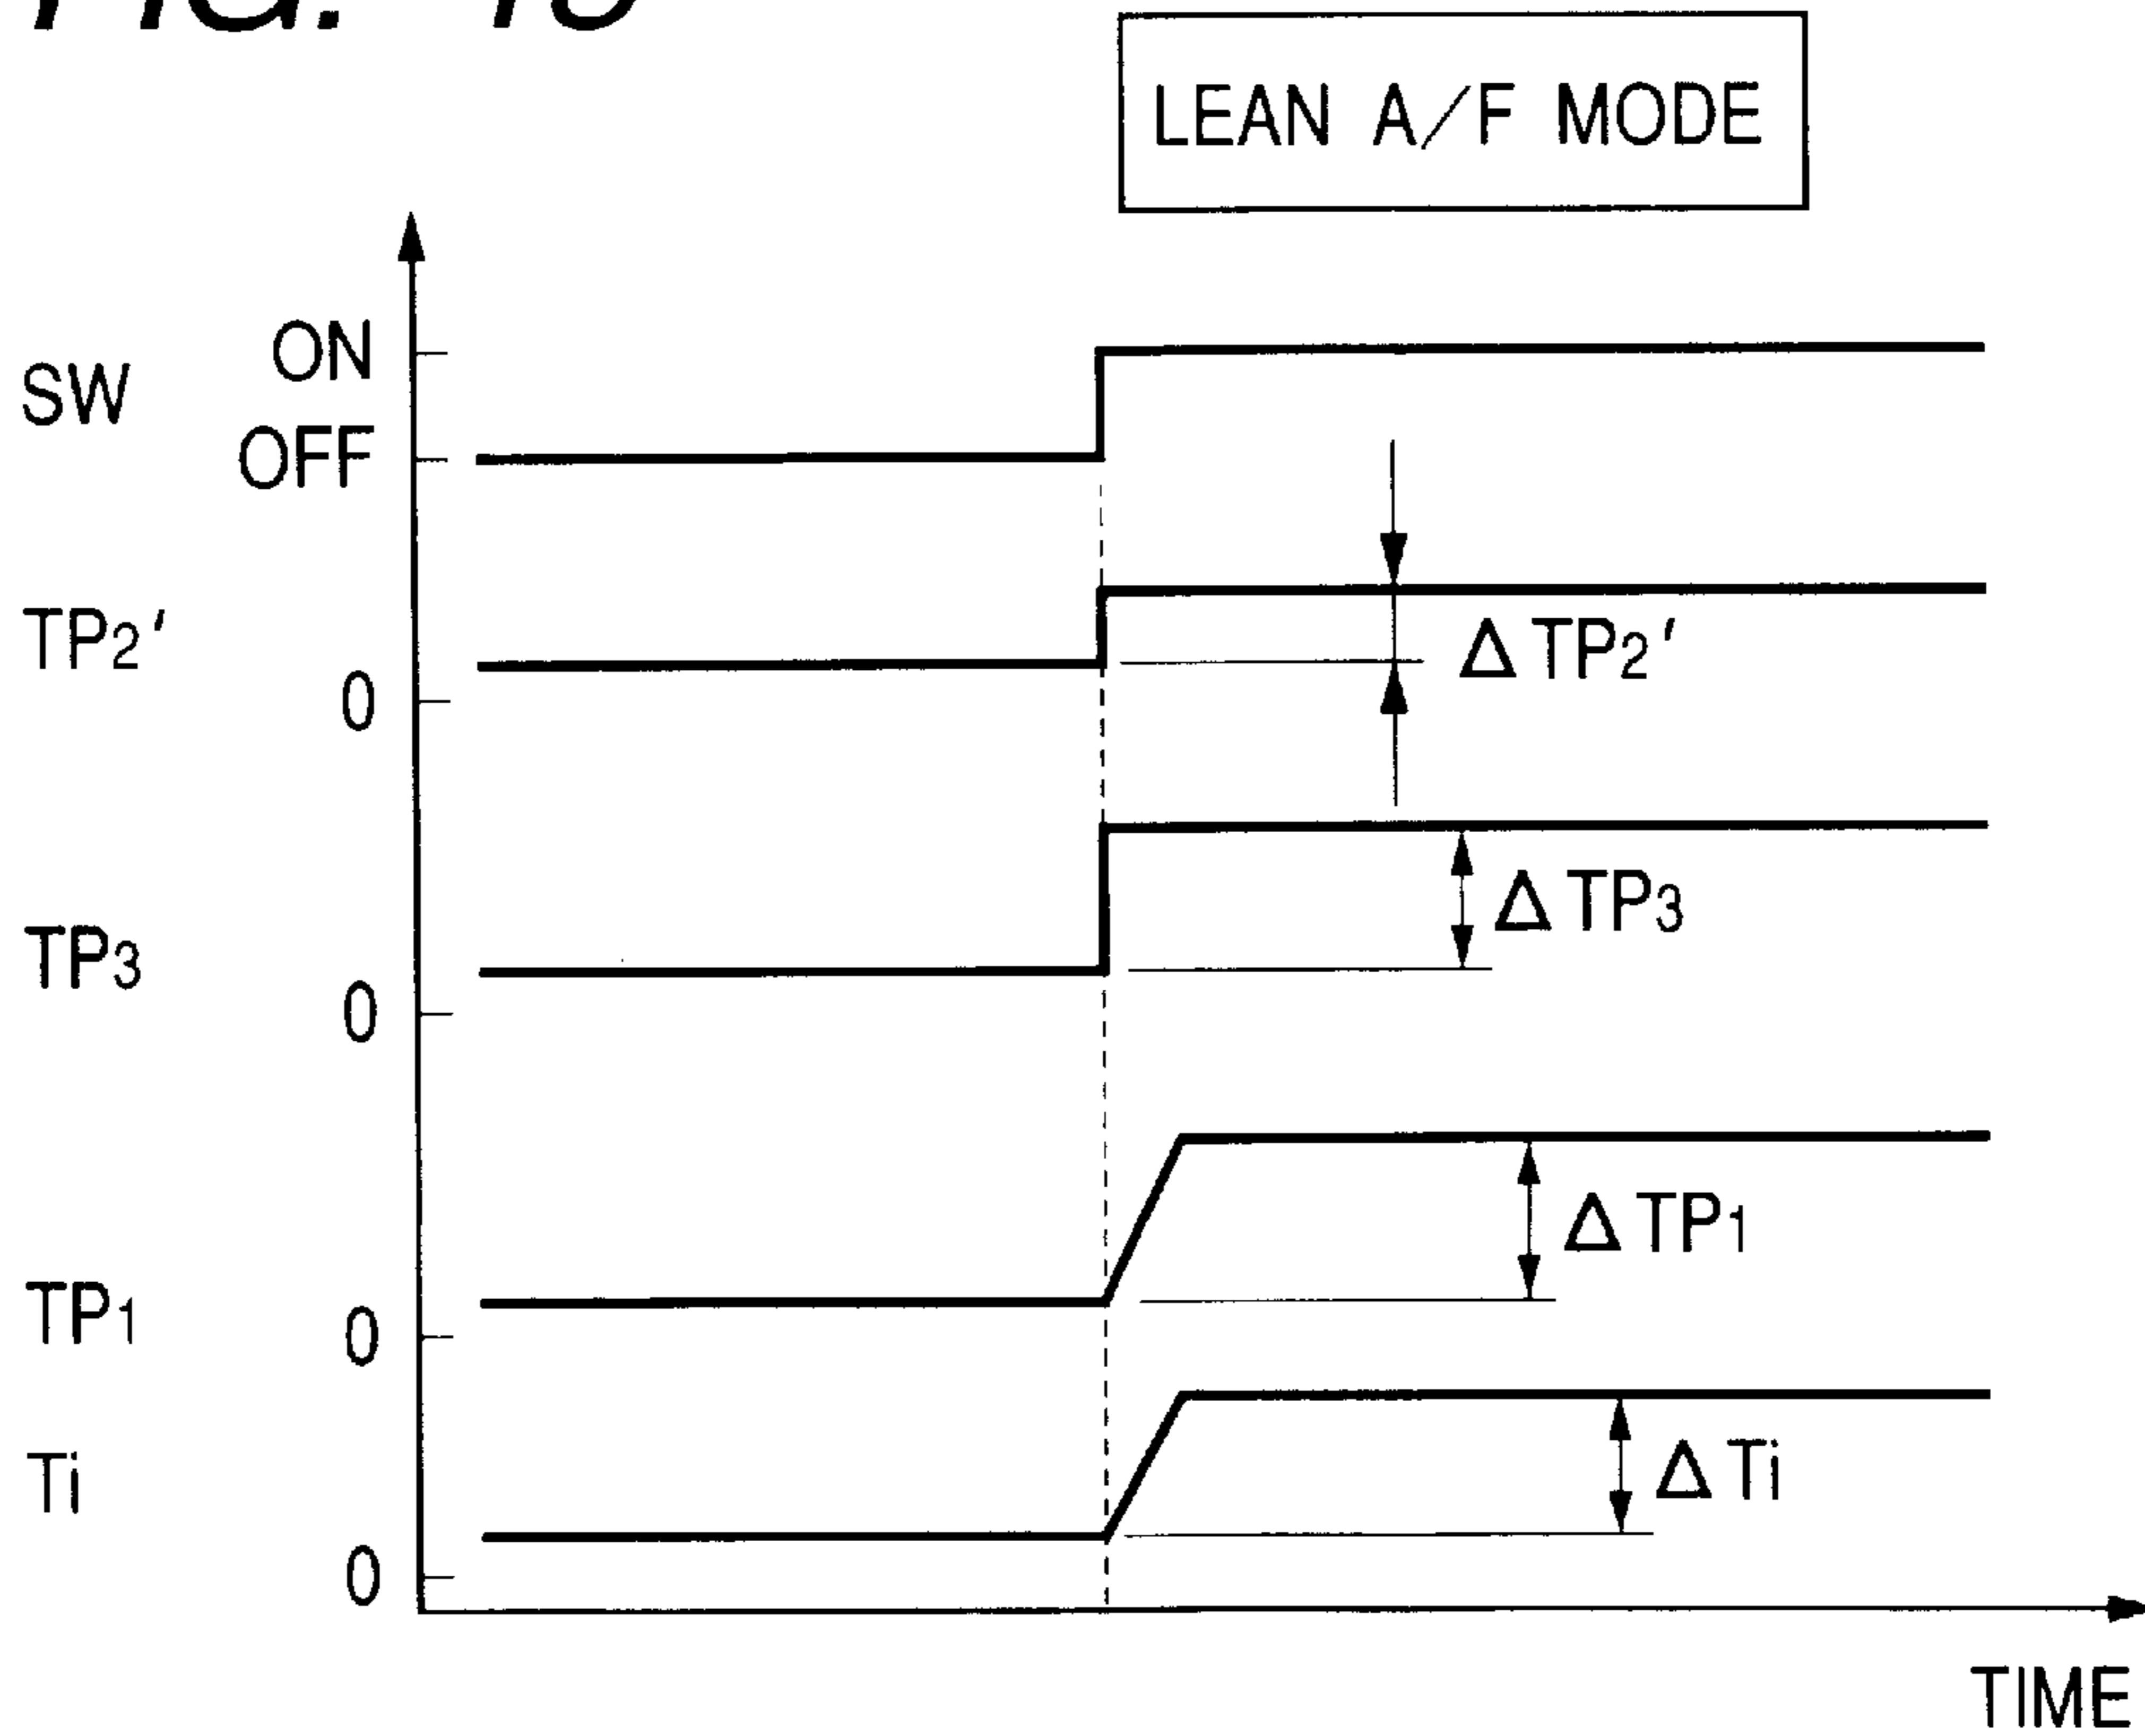 LEAN A/F MODE
ON
SW
OFF
TP2'
ΔTP2'
0
ΔTP3
TP3
0
ΔTP1
TP1
0
ΔTi
Ti
0
TIME